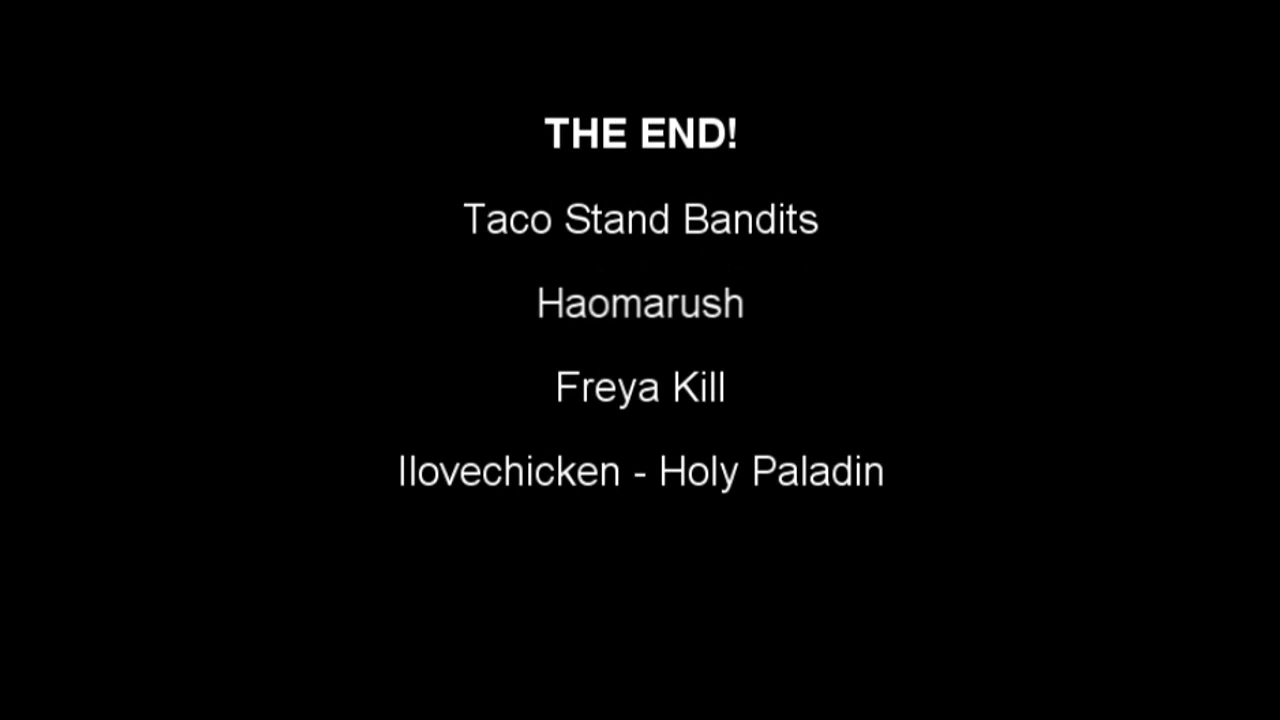 THE END!
Taco Stand Bandits
Haomarush
Freya Kill
Ilovechicken - Holy Paladin